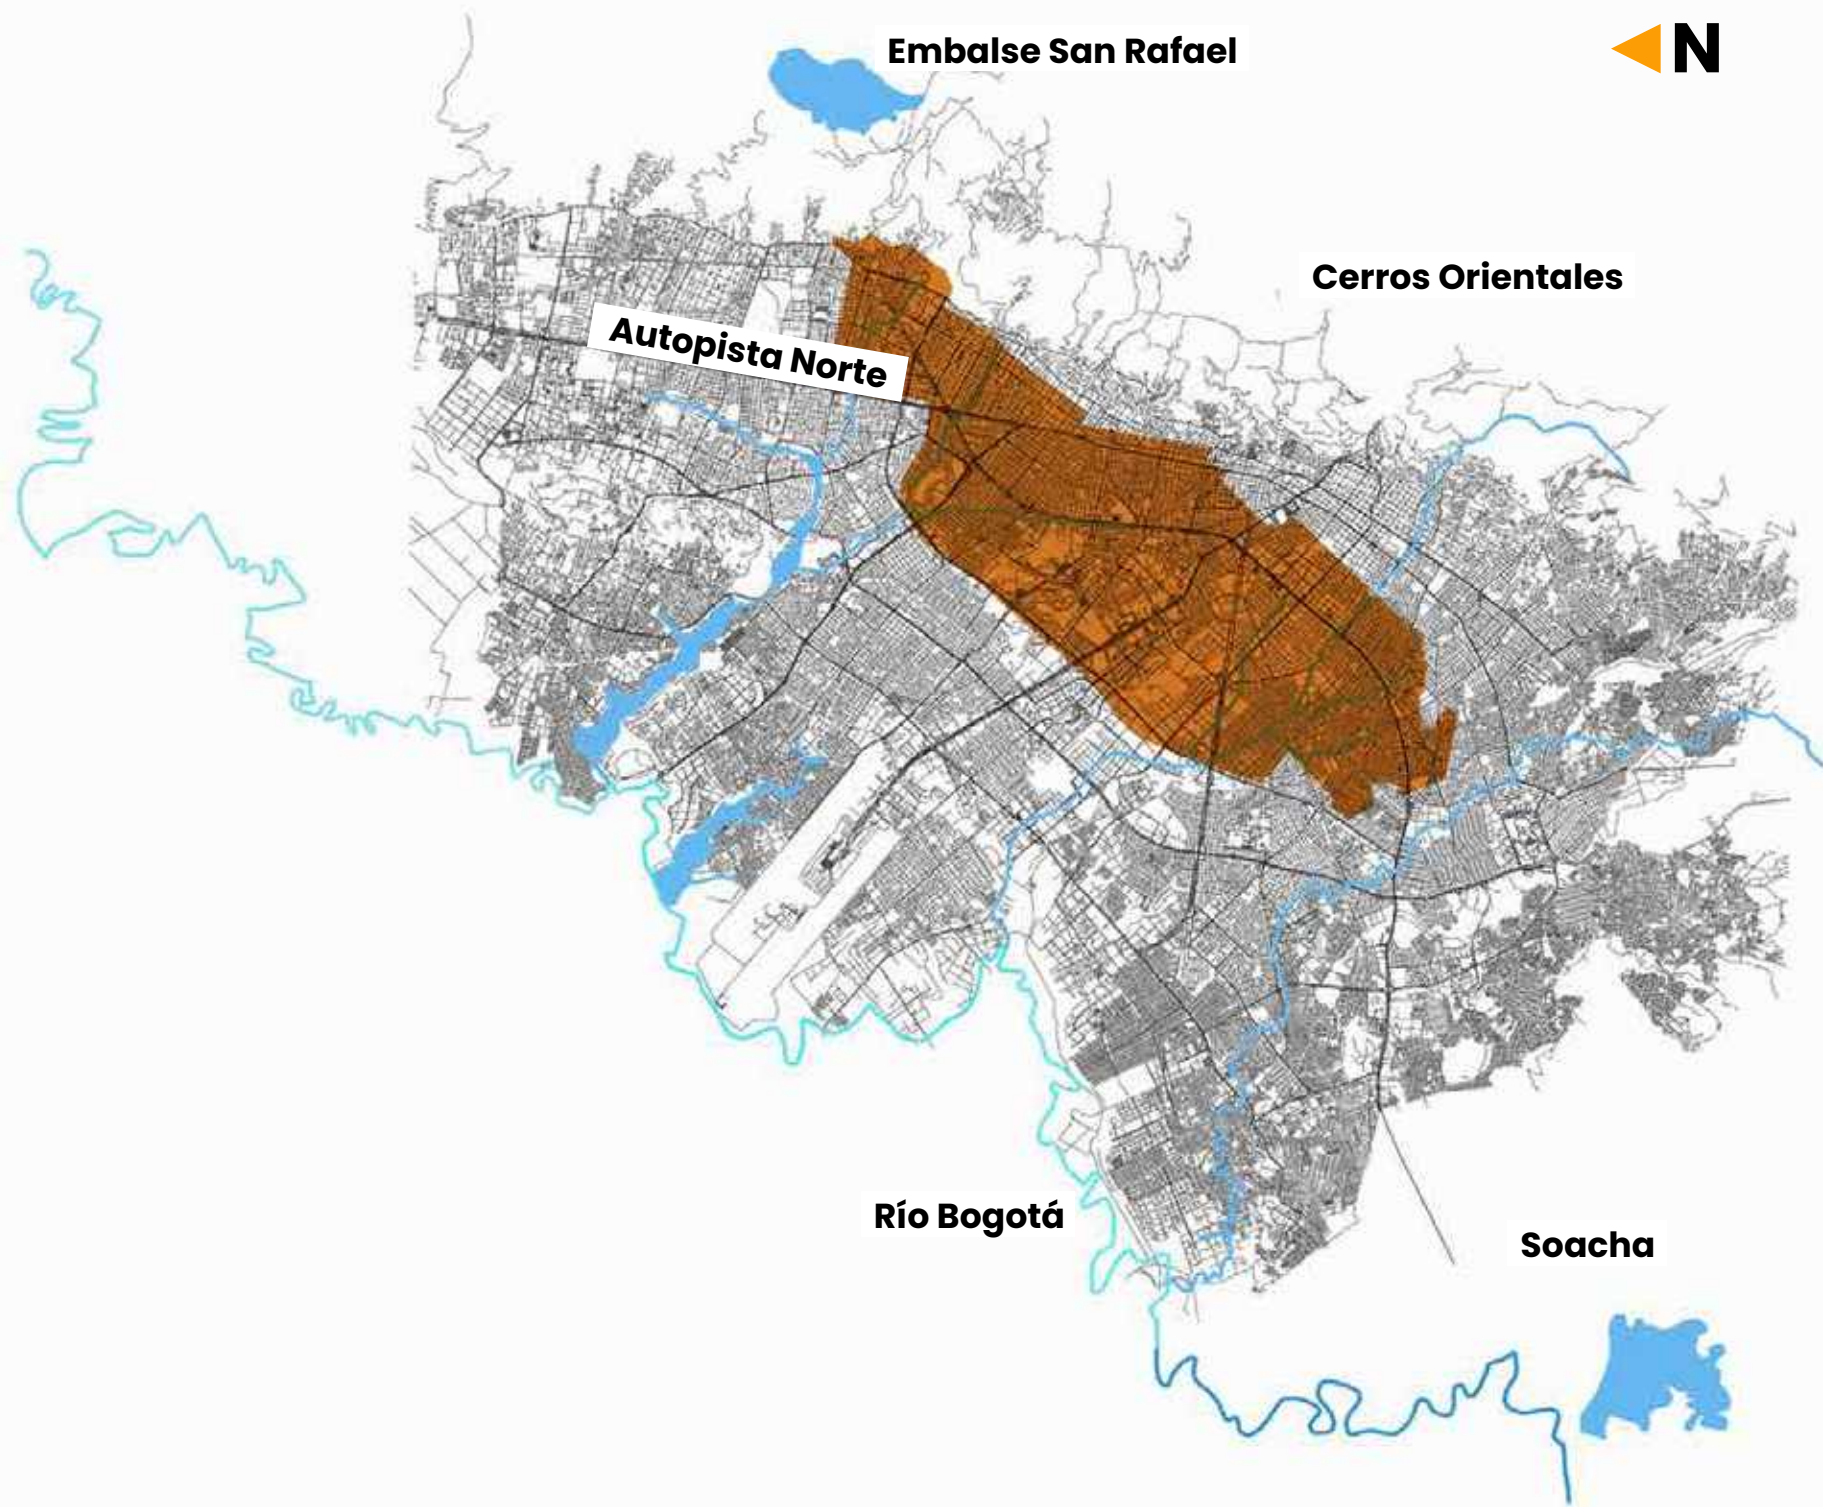 Embalse San Rafael
N
Cerros Orientales
Autopista Norte
Río Bogotá
Soacha